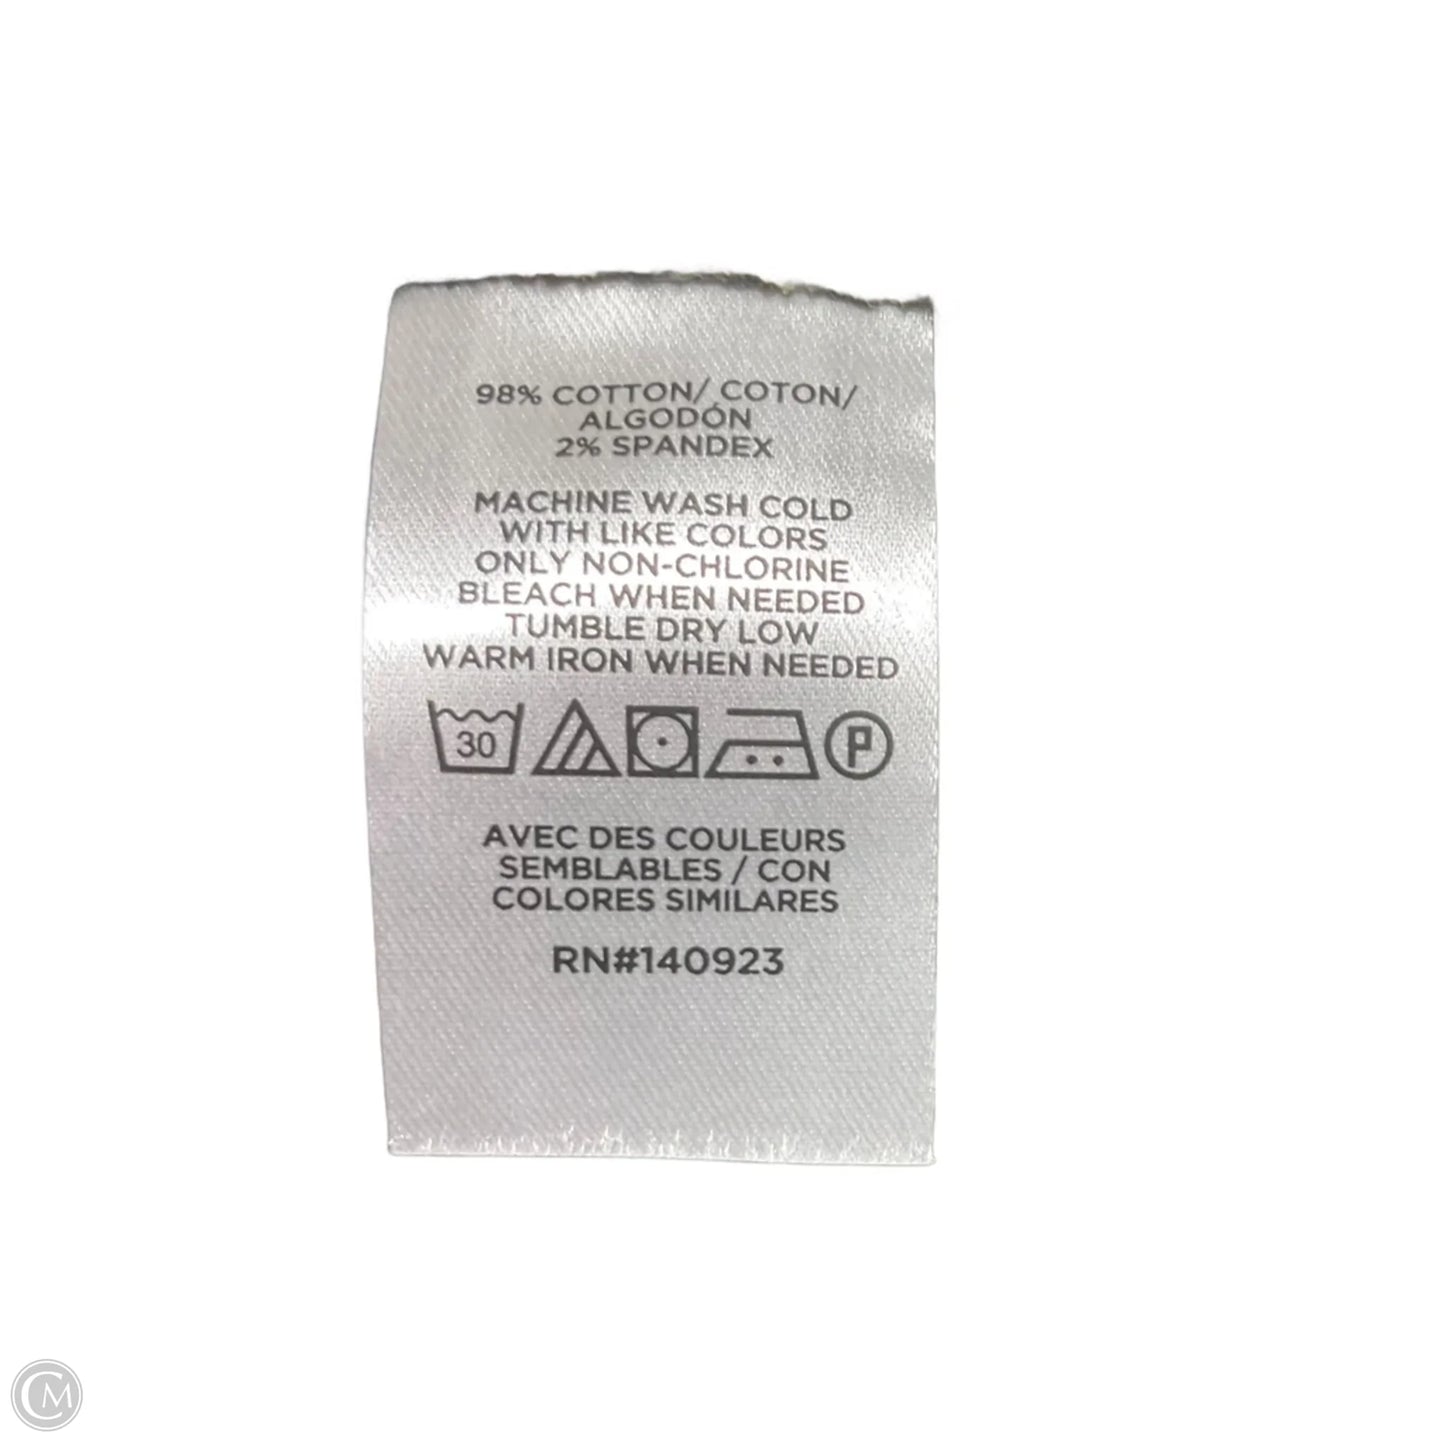 98% COTTON/ COTON/
ALGODÓN
2% SPANDEX
MACHINE WASH COLD
WITH LIKE COLORS
ONLY NON-CHLORINE
BLEACH WHEN NEEDED
TUMBLE DRY LOW
WARM IRON WHEN NEEDED
30 P
AVEC DES COULEURS
SEMBLABLES / CON
COLORES SIMILARES
RN#140923
CM